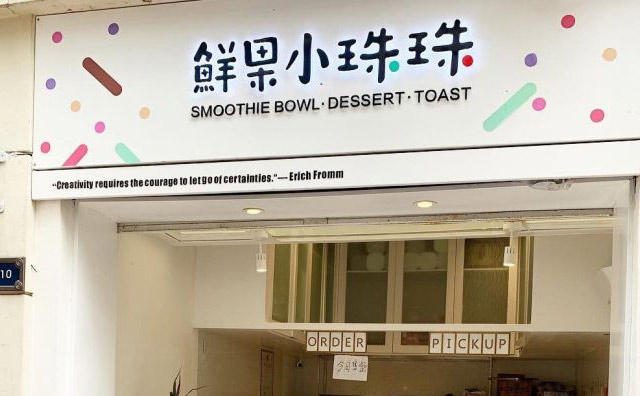 鮮果小珠珠
SMOOTHIE BOWL·DESSERT·TOAST
"Creativity requires the courage to let go of certainties."— Erich Fromm
10
ORDER PICKUP